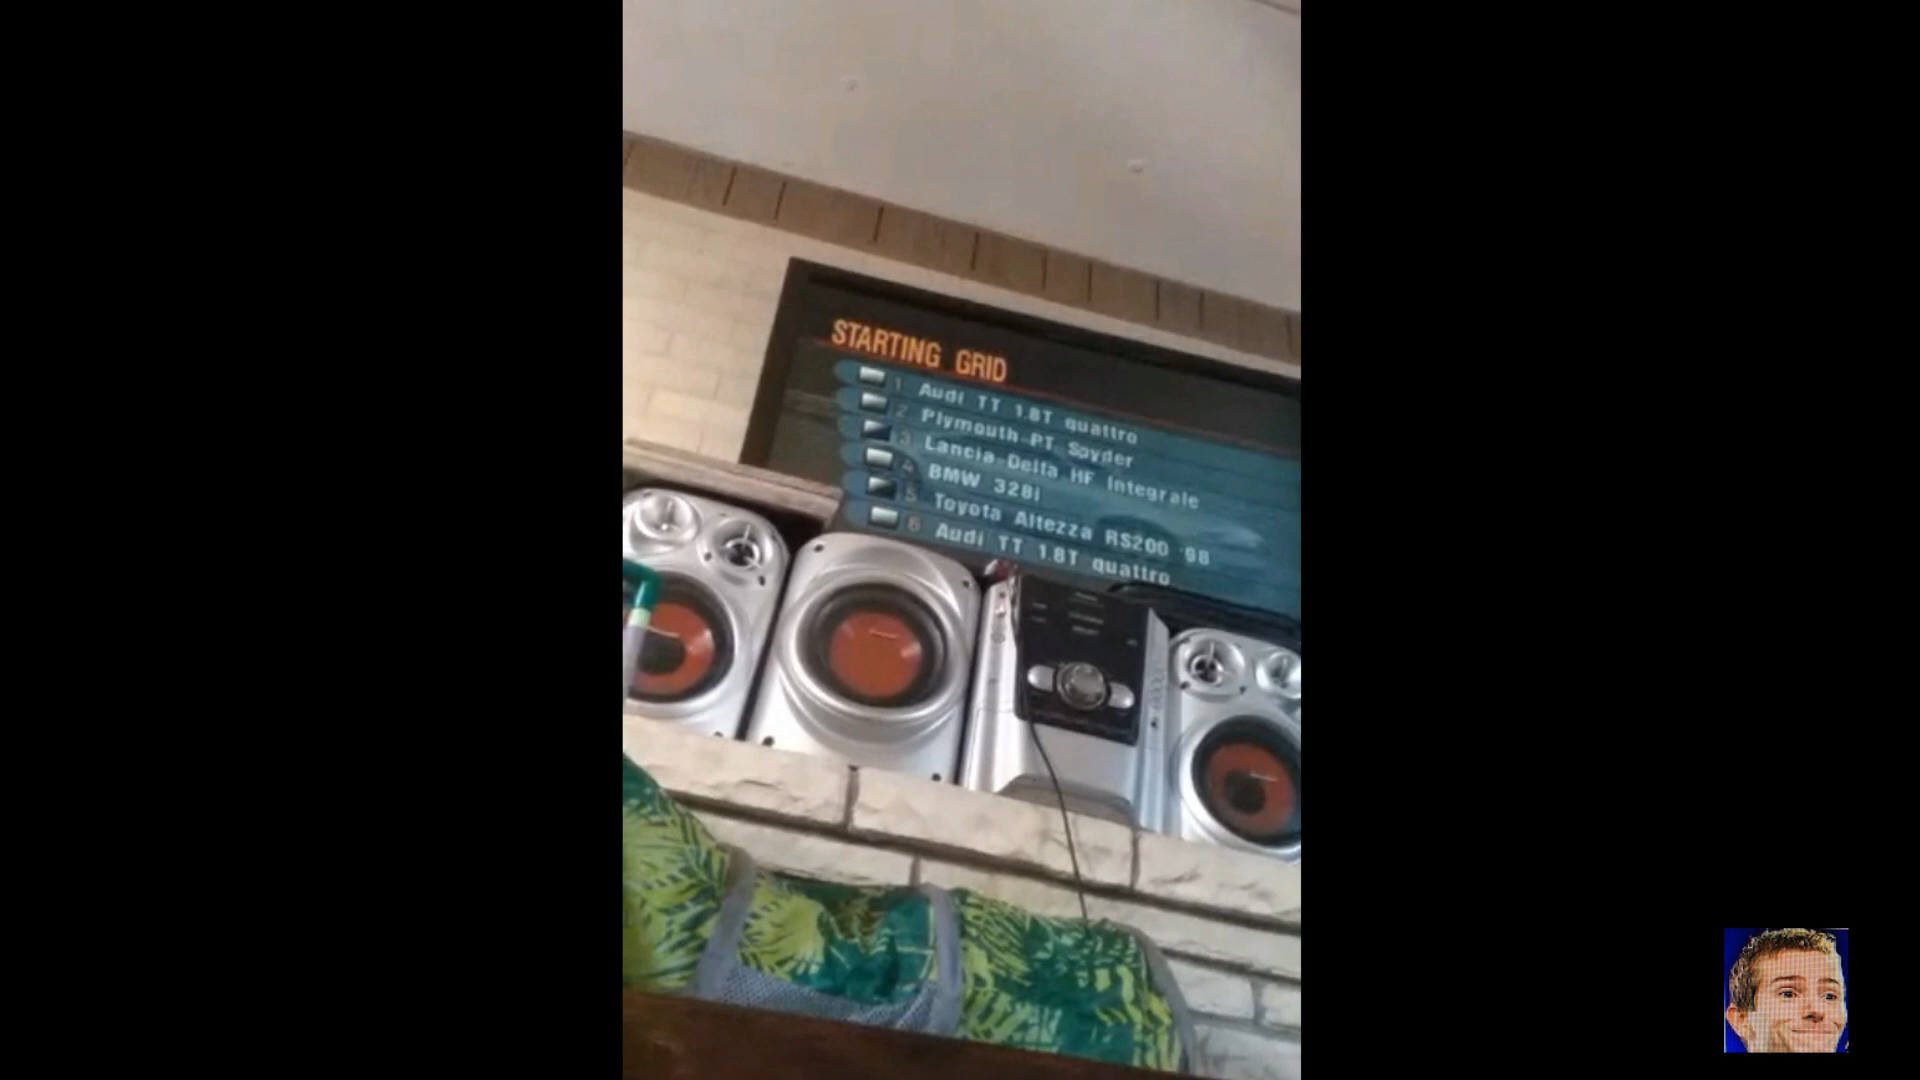 STARTING GRID
1 Audi TT 1.8T quattro
2 Plymouth PT Spyder
3 Lancia Delta HF Integrale
4 BMW 328i
5 Toyota Altezza RS200 '98
6 Audi TT 1.8T quattro